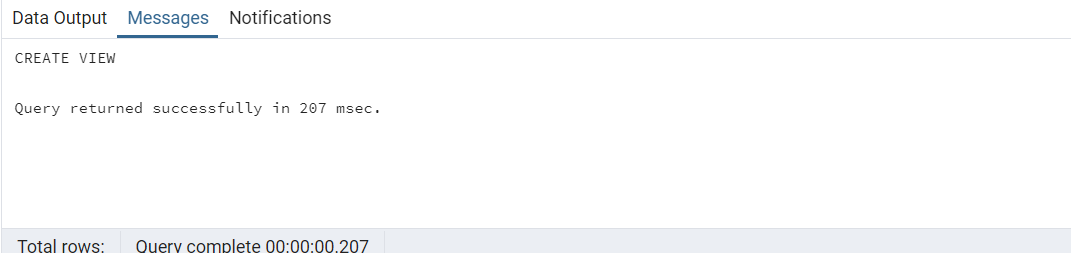 Data Output Messages Notifications
CREATE VIEW
Query returned successfully in 207 msec.
Total rows: Query complete 00:00:00.207